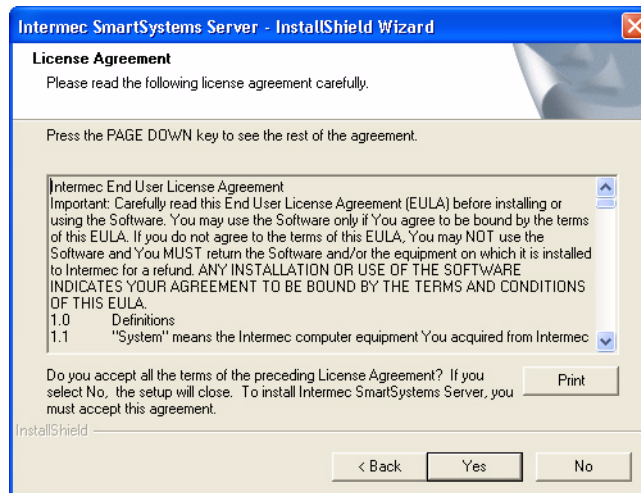 Intermec SmartSystems Server - InstallShield Wizard
License Agreement
Please read the following license agreement carefully.
Press the PAGE DOWN key to see the rest of the agreement.
Intermec End User License Agreement
Important: Carefully read this End User License Agreement (EULA) before installing or
using the Software. You may use the Software only if You agree to be bound by the terms
of this EULA. If you do not agree to the terms of this EULA, You may NOT use the
Software and You MUST return the Software and/or the equipment on which it is installed
to Intermec for a refund. ANY INSTALLATION OR USE OF THE SOFTWARE
INDICATES YOUR AGREEMENT TO BE BOUND BY THE TERMS AND CONDITIONS
OF THIS EULA.
1.0 Definitions
1.1 "System" means the Intermec computer equipment You acquired from Intermec
Do you accept all the terms of the preceding License Agreement? If you
select No, the setup will close. To install Intermec SmartSystems Server, you
must accept this agreement.
Print
InstallShield
< Back
Yes
No